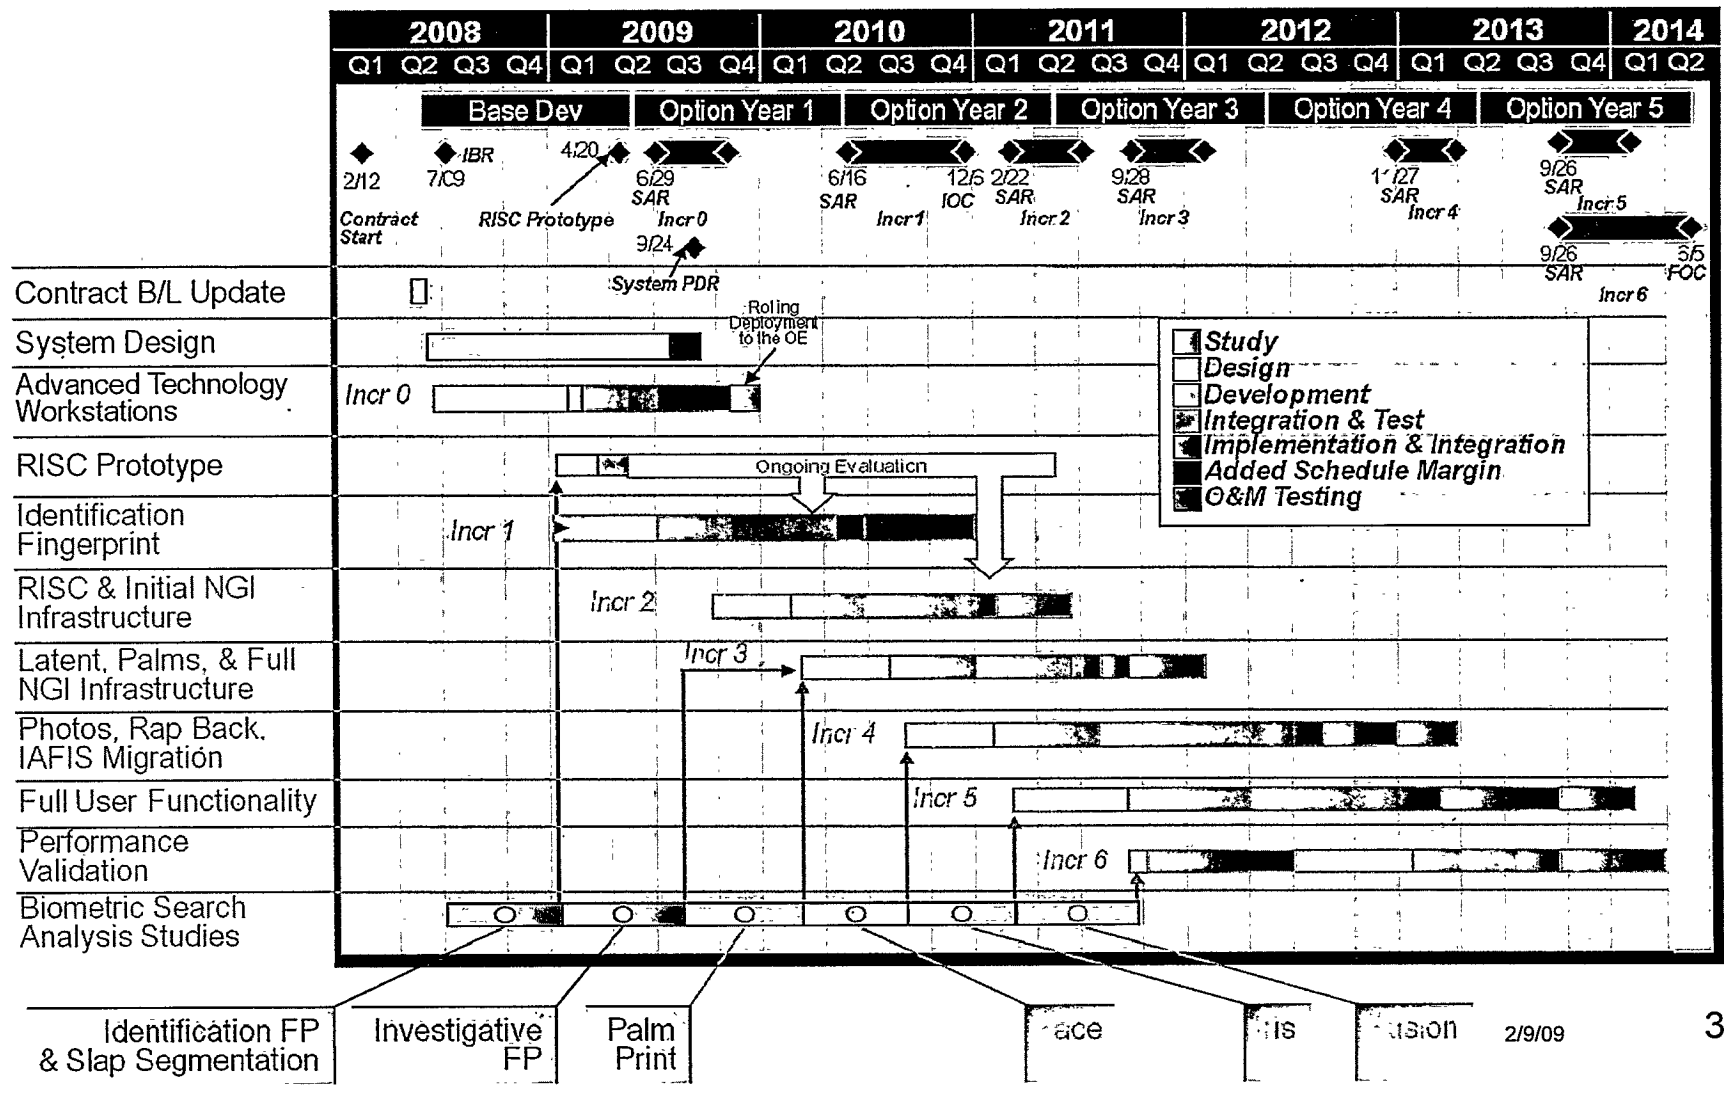 2008 2009 2010 2011 2012 2013 2014
Q1 Q2 Q3 Q4 Q1 Q2 Q3 Q4 Q1 Q2 Q3 Q4 Q1 Q2 Q3 Q4 Q1 Q2 Q3 Q4 Q1 Q2 Q3 Q4 Q1 Q2
Base Dev Option Year 1 Option Year 2 Option Year 3 Option Year 4 Option Year 5
IBR 4/20
2/12 7/09 6/29 6/16 12/6 2/22 9/28 /27 9/26
SAR SAR IOC SAR SAR SAR SAR
Contract RISC Prototype Incr 0 Incr 1 Incr 2 Incr 3 Incr 4 Incr 5
Start
9/24
9/26
System PDR SAR FOC
Incr 6
Contract B/L Update
Rolling
Deployment
to the OE
System Design
Advanced Technology
Workstations
Incr 0
RISC Prototype
Ongoing Evaluation
Identification
Fingerprint
Incr 1
RISC & Initial NGI
Infrastructure
Incr 2
Latent, Palms, & Full
NGI Infrastructure
Incr 3
Photos, Rap Back,
IAFIS Migration
Incr 4
Full User Functionality
Incr 5
Performance
Validation
Incr 6
Biometric Search
Analysis Studies
Study
Design
Development
Integration & Test
Implementation & Integration
Added Schedule Margin
O&M Testing
Identification FP
& Slap Segmentation
Investigative
FP
Palm
Print
ace
is
usion
2/9/09
3